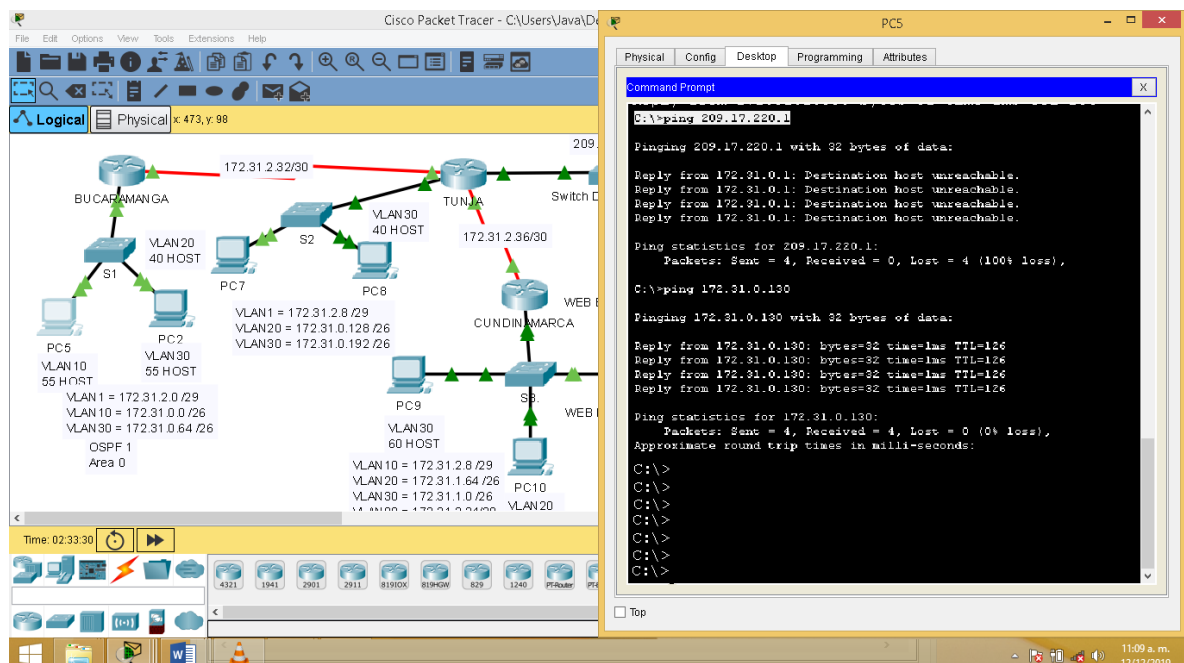 Cisco Packet Tracer - C:\Users\Java\De
File Edit Options View Tools Extensions Help
Logical Physical x: 473, y: 98
209.
172.31.2.32/30
BUCARAMANGA
TUNJA
Switch D
VLAN 30
40 HOST
S2
172.31.2.36/30
VLAN 20
40 HOST
S1
PC7
PC8
WEB
VLAN 1 = 172.31.2.8 /29
VLAN20 = 172.31.0.128 /26
VLAN30 = 172.31.0.192 /26
CUNDINAMARCA
PC5
PC2
VLAN 10
55 HOST
VLAN 30
55 HOST
VLAN 1 = 172.31.2.0 /29
VLAN 10 = 172.31.0.0 /26
VLAN 30 = 172.31.0.64 /26
OSPF 1
Area 0
PC9
S3.
WEB
VLAN 30
60 HOST
VLAN 10 = 172.31.2.8 /29
VLAN 20 = 172.31.1.64 /26
VLAN 30 = 172.31.1.0 /26
PC10
VLAN 20
Time: 02:33:30
4321 1941 2901 2911 819IOX 819HGW 829 1240 PT-Router
PC5
Physical Config Desktop Programming Attributes
Command Prompt X
C:\>ping 209.17.220.1
Pinging 209.17.220.1 with 32 bytes of data:
Reply from 172.31.0.1: Destination host unreachable.
Reply from 172.31.0.1: Destination host unreachable.
Reply from 172.31.0.1: Destination host unreachable.
Reply from 172.31.0.1: Destination host unreachable.
Ping statistics for 209.17.220.1:
Packets: Sent = 4, Received = 0, Lost = 4 (100% loss),
C:\>ping 172.31.0.130
Pinging 172.31.0.130 with 32 bytes of data:
Reply from 172.31.0.130: bytes=32 time=1ms TTL=126
Reply from 172.31.0.130: bytes=32 time=1ms TTL=126
Reply from 172.31.0.130: bytes=32 time=1ms TTL=126
Reply from 172.31.0.130: bytes=32 time=1ms TTL=126
Ping statistics for 172.31.0.130:
Packets: Sent = 4, Received = 4, Lost = 0 (0% loss),
Approximate round trip times in milli-seconds:
C:\>
C:\>
C:\>
C:\>
C:\>
C:\>
C:\>
Top
11:09 a. m.
12/12/2019